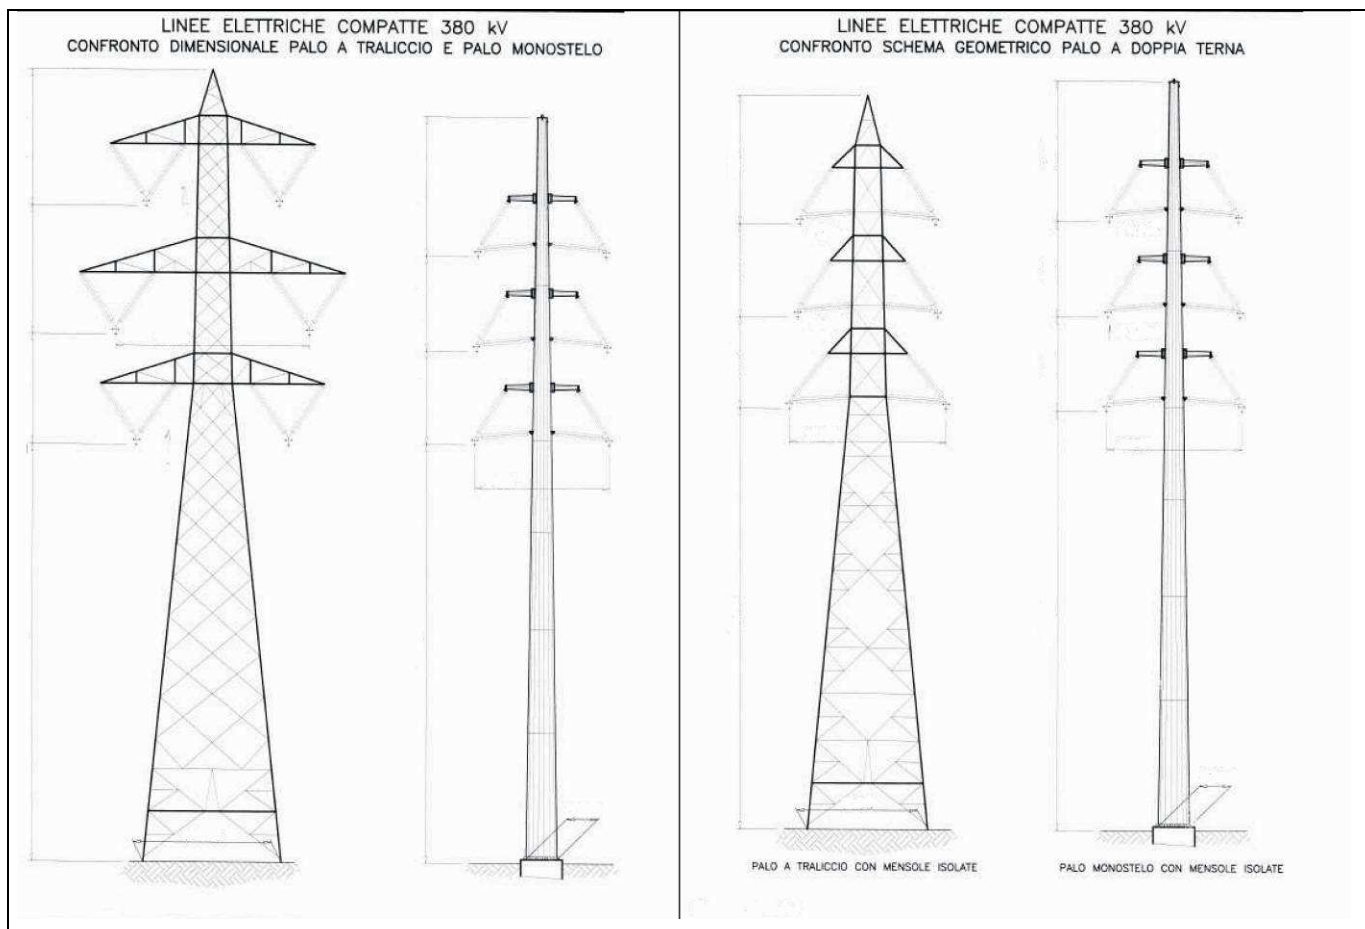 LINEE ELETTRICHE COMPATTE 380 kV
CONFRONTO DIMENSIONALE PALO A TRALICCIO E PALO MONOSTELO
LINEE ELETTRICHE COMPATTE 380 kV
CONFRONTO SCHEMA GEOMETRICO PALO A DOPPIA TERNA
PALO A TRALICCIO CON MENSOLE ISOLATE
PALO MONOSTELO CON MENSOLE ISOLATE